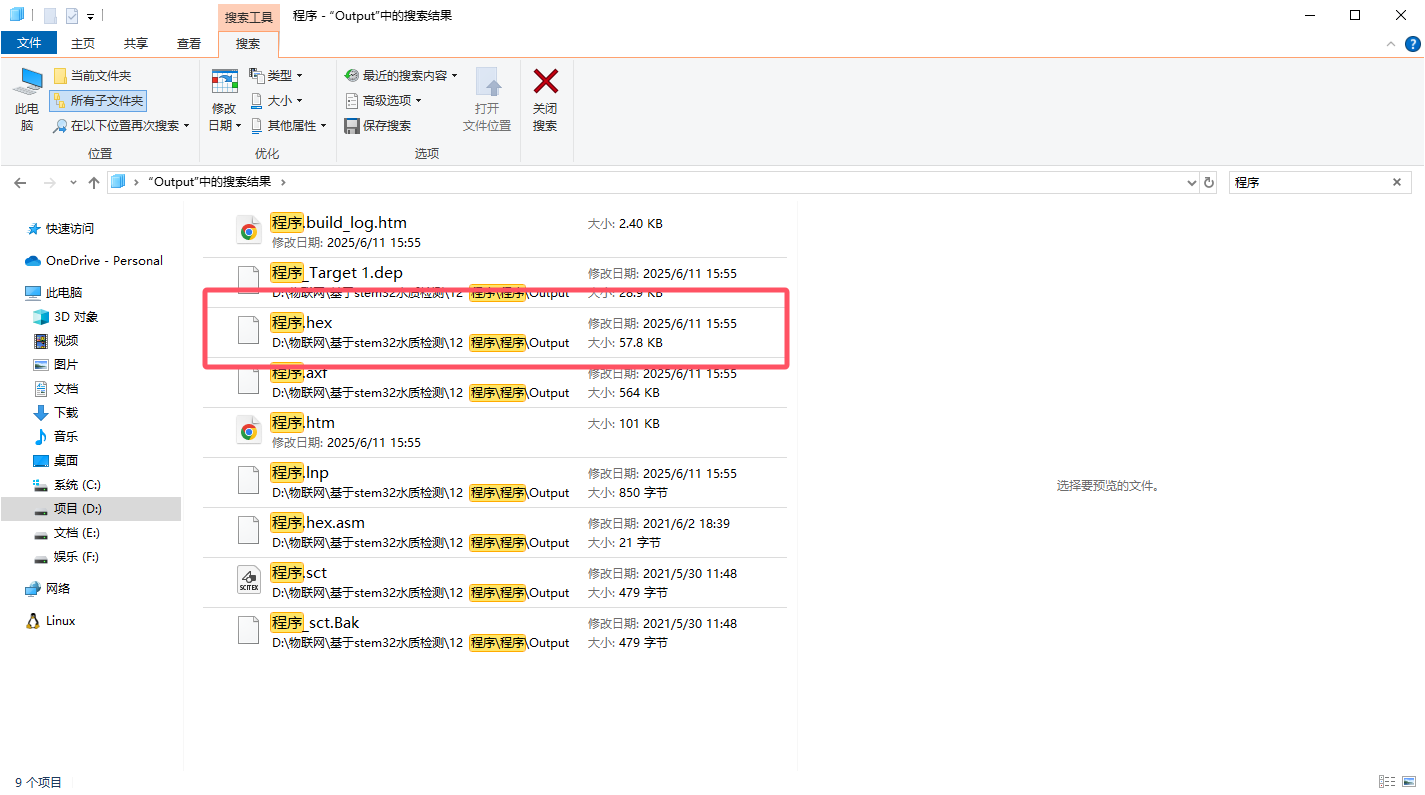 搜索工具 程序 - “Output”中的搜索结果
文件 主页 共享 查看 搜索
此电脑
当前文件夹
所有子文件夹
在以下位置再次搜索
位置
修改日期
类型
大小
其他属性
优化
最近的搜索内容
高级选项
保存搜索
打开文件位置
选项
关闭搜索
“Output”中的搜索结果 程序
快速访问
OneDrive - Personal
此电脑
3D 对象
视频
图片
文档
下载
音乐
桌面
系统 (C:)
项目 (D:)
文档 (E:)
娱乐 (F:)
网络
Linux
程序.build_log.htm 大小: 2.40 KB
修改日期: 2025/6/11 15:55
程序_Target 1.dep 修改日期: 2025/6/11 15:55
D:\物联网\基于stem32水质检测\12 程序\程序\Output 大小: 28.9 KB
程序.hex 修改日期: 2025/6/11 15:55
D:\物联网\基于stem32水质检测\12 程序\程序\Output 大小: 57.8 KB
程序.axf 修改日期: 2025/6/11 15:55
D:\物联网\基于stem32水质检测\12 程序\程序\Output 大小: 564 KB
程序.htm 大小: 101 KB
修改日期: 2025/6/11 15:55
程序.lnp 修改日期: 2025/6/11 15:55
D:\物联网\基于stem32水质检测\12 程序\程序\Output 大小: 850 字节
程序.hex.asm 修改日期: 2021/6/2 18:39
D:\物联网\基于stem32水质检测\12 程序\程序\Output 大小: 21 字节
SCITEX
程序.sct 修改日期: 2021/5/30 11:48
D:\物联网\基于stem32水质检测\12 程序\程序\Output 大小: 479 字节
程序_sct.Bak 修改日期: 2021/5/30 11:48
D:\物联网\基于stem32水质检测\12 程序\程序\Output 大小: 479 字节
选择要预览的文件。
9 个项目